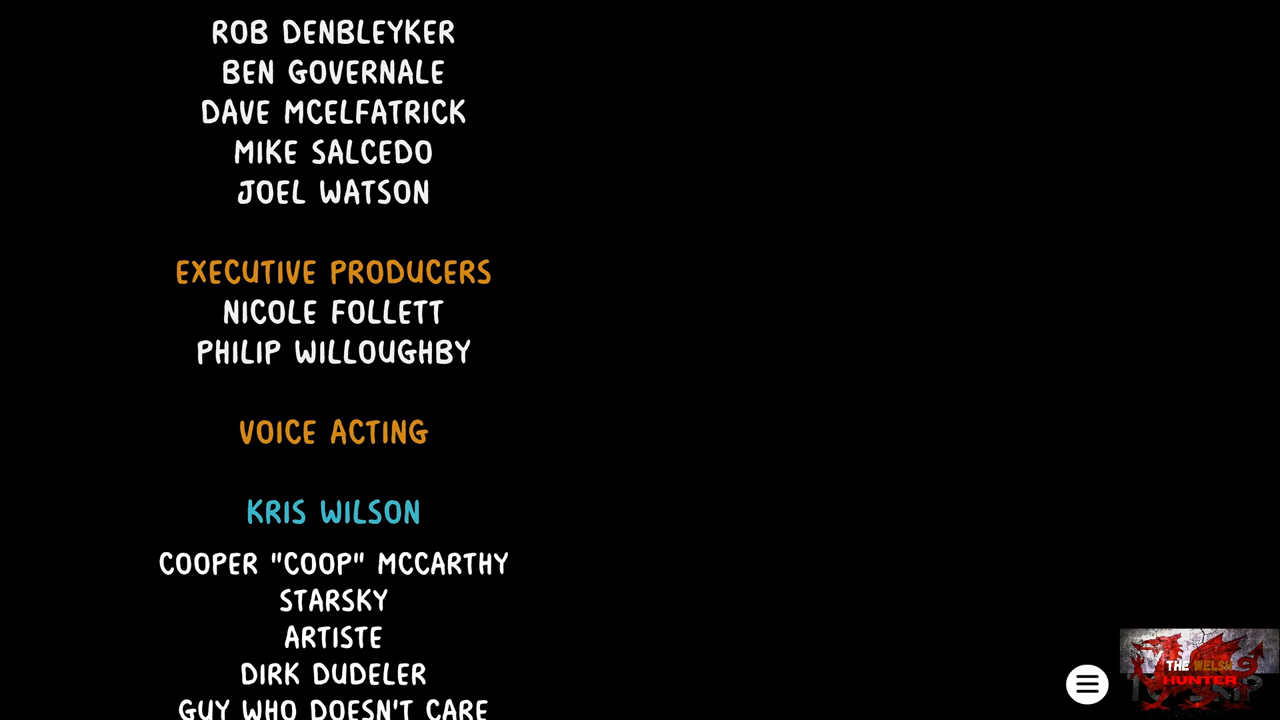 ROB DENBLEYKER
BEN GOVERNALE
DAVE MCELFATRICK
MIKE SALCEDO
JOEL WATSON
EXECUTIVE PRODUCERS
NICOLE FOLLETT
PHILIP WILLOUGHBY
VOICE ACTING
KRIS WILSON
COOPER "COOP" MCCARTHY
STARSKY
ARTISTE
DIRK DUDELER
GUY WHO DOESN'T CARE
THE WELSH
HUNTER